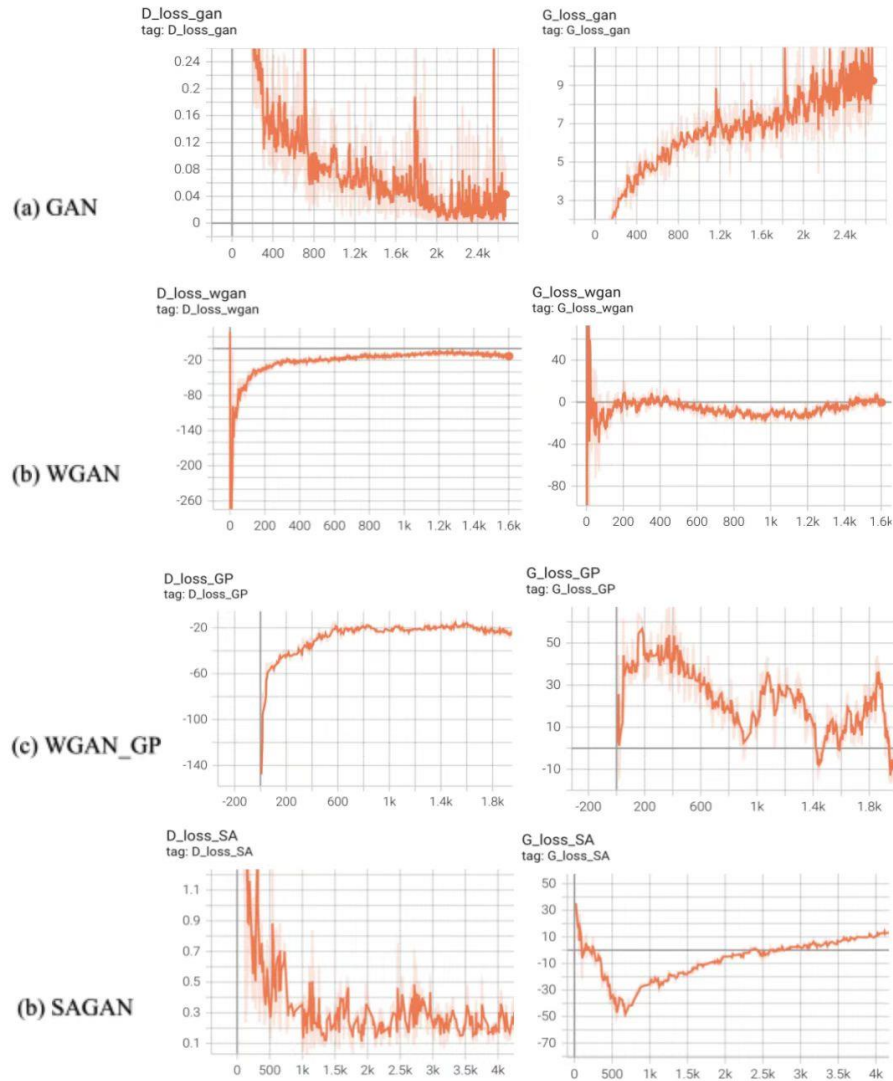 D_loss_gan
tag: D_loss_gan
0.24
0.2
0.16
0.12
0.08
0.04
0
0 400 800 1.2k 1.6k 2k 2.4k
G_loss_gan
tag: G_loss_gan
9
7
5
3
0 400 800 1.2k 1.6k 2k 2.4k
(a) GAN
D_loss_wgan
tag: D_loss_wgan
-20
-80
-140
-200
-260
0 200 400 600 800 1k 1.2k 1.4k 1.6k
G_loss_wgan
tag: G_loss_wgan
40
0
-40
-80
0 200 400 600 800 1k 1.2k 1.4k 1.6k
(b) WGAN
D_loss_GP
tag: D_loss_GP
-20
-60
-100
-140
-200 200 600 1k 1.4k 1.8k
G_loss_GP
tag: G_loss_GP
50
30
10
-10
-200 200 600 1k 1.4k 1.8k
(c) WGAN_GP
D_loss_SA
tag: D_loss_SA
1.1
0.9
0.7
0.5
0.3
0.1
0 500 1k 1.5k 2k 2.5k 3k 3.5k 4k
G_loss_SA
tag: G_loss_SA
50
30
10
-10
-30
-50
-70
0 500 1k 1.5k 2k 2.5k 3k 3.5k 4k
(b) SAGAN